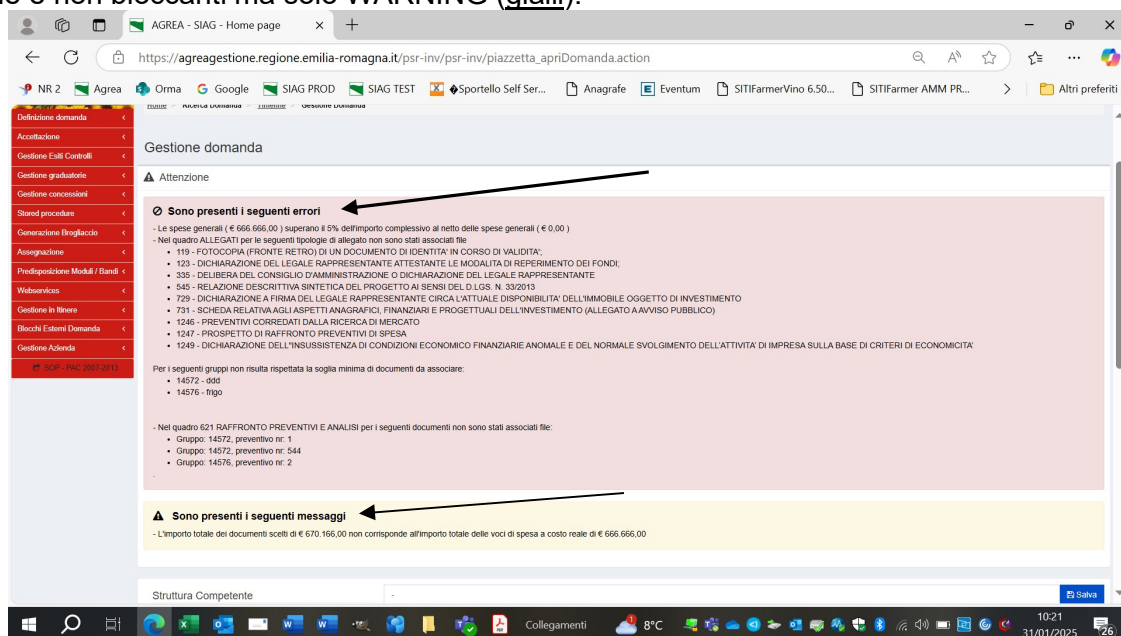 e non bloccanti ma solo WARNING (gialli).
AGREA - SIAG - Home page
https://agreagestione.regione.emilia-romagna.it/psr-inv/psr-inv/piazzetta_apriDomanda.action
NR 2 Agrea Orma Google SIAG PROD SIAG TEST �Sportello Self Ser... Anagrafe Eventum SITIFarmerVino 6.50... SITIFarmer AMM PR... Altri preferiti
Home Ricerca Domanda Timeline Gestione Domanda
Definizione domanda
Accettazione
Gestione Esiti Controlli
Gestione graduatorie
Gestione concessioni
Stored procedure
Generazione Brogliaccio
Assegnazione
Predisposizione Moduli / Bandi
Webservices
Gestione in Itinere
Blocchi Esterni Domanda
Gestione Azienda
SOP - PAC 2007-2013
Gestione domanda
Attenzione
Sono presenti i seguenti errori
- Le spese generali ( € 666.666,00 ) superano il 5% dell'importo complessivo al netto delle spese generali ( € 0,00 )
- Nel quadro ALLEGATI per le seguenti tipologie di allegato non sono stati associati file
• 119 - FOTOCOPIA (FRONTE RETRO) DI UN DOCUMENTO DI IDENTITA' IN CORSO DI VALIDITA';
• 123 - DICHIARAZIONE DEL LEGALE RAPPRESENTANTE ATTESTANTE LE MODALITA DI REPERIMENTO DEI FONDI;
• 335 - DELIBERA DEL CONSIGLIO D'AMMINISTRAZIONE O DICHIARAZIONE DEL LEGALE RAPPRESENTANTE
• 545 - RELAZIONE DESCRITTIVA SINTETICA DEL PROGETTO AI SENSI DEL D.LGS. N. 33/2013
• 729 - DICHIARAZIONE A FIRMA DEL LEGALE RAPPRESENTANTE CIRCA L'ATTUALE DISPONIBILITA' DELL'IMMOBILE OGGETTO DI INVESTIMENTO
• 731 - SCHEDA RELATIVA AGLI ASPETTI ANAGRAFICI, FINANZIARI E PROGETTUALI DELL'INVESTIMENTO (ALLEGATO A AVVISO PUBBLICO)
• 1246 - PREVENTIVI CORREDATI DALLA RICERCA DI MERCATO
• 1247 - PROSPETTO DI RAFFRONTO PREVENTIVI DI SPESA
• 1249 - DICHIARAZIONE DELL"INSUSSISTENZA DI CONDIZIONI ECONOMICO FINANZIARIE ANOMALE E DEL NORMALE SVOLGIMENTO DELL'ATTIVITA' DI IMPRESA SULLA BASE DI CRITERI DI ECONOMICITA'
Per i seguenti gruppi non risulta rispettata la soglia minima di documenti da associare:
• 14572 - ddd
• 14576 - frigo
- Nel quadro 621 RAFFRONTO PREVENTIVI E ANALISI per i seguenti documenti non sono stati associati file:
• Gruppo: 14572, preventivo nr: 1
• Gruppo: 14572, preventivo nr: 544
• Gruppo: 14576, preventivo nr: 2
.
Sono presenti i seguenti messaggi
- L'importo totale dei documenti scelti di € 670.166,00 non corrisponde all'importo totale delle voci di spesa a costo reale di € 666.666,00
Struttura Competente
-
Salva
Collegamenti
8°C
10:21
31/01/2025
26